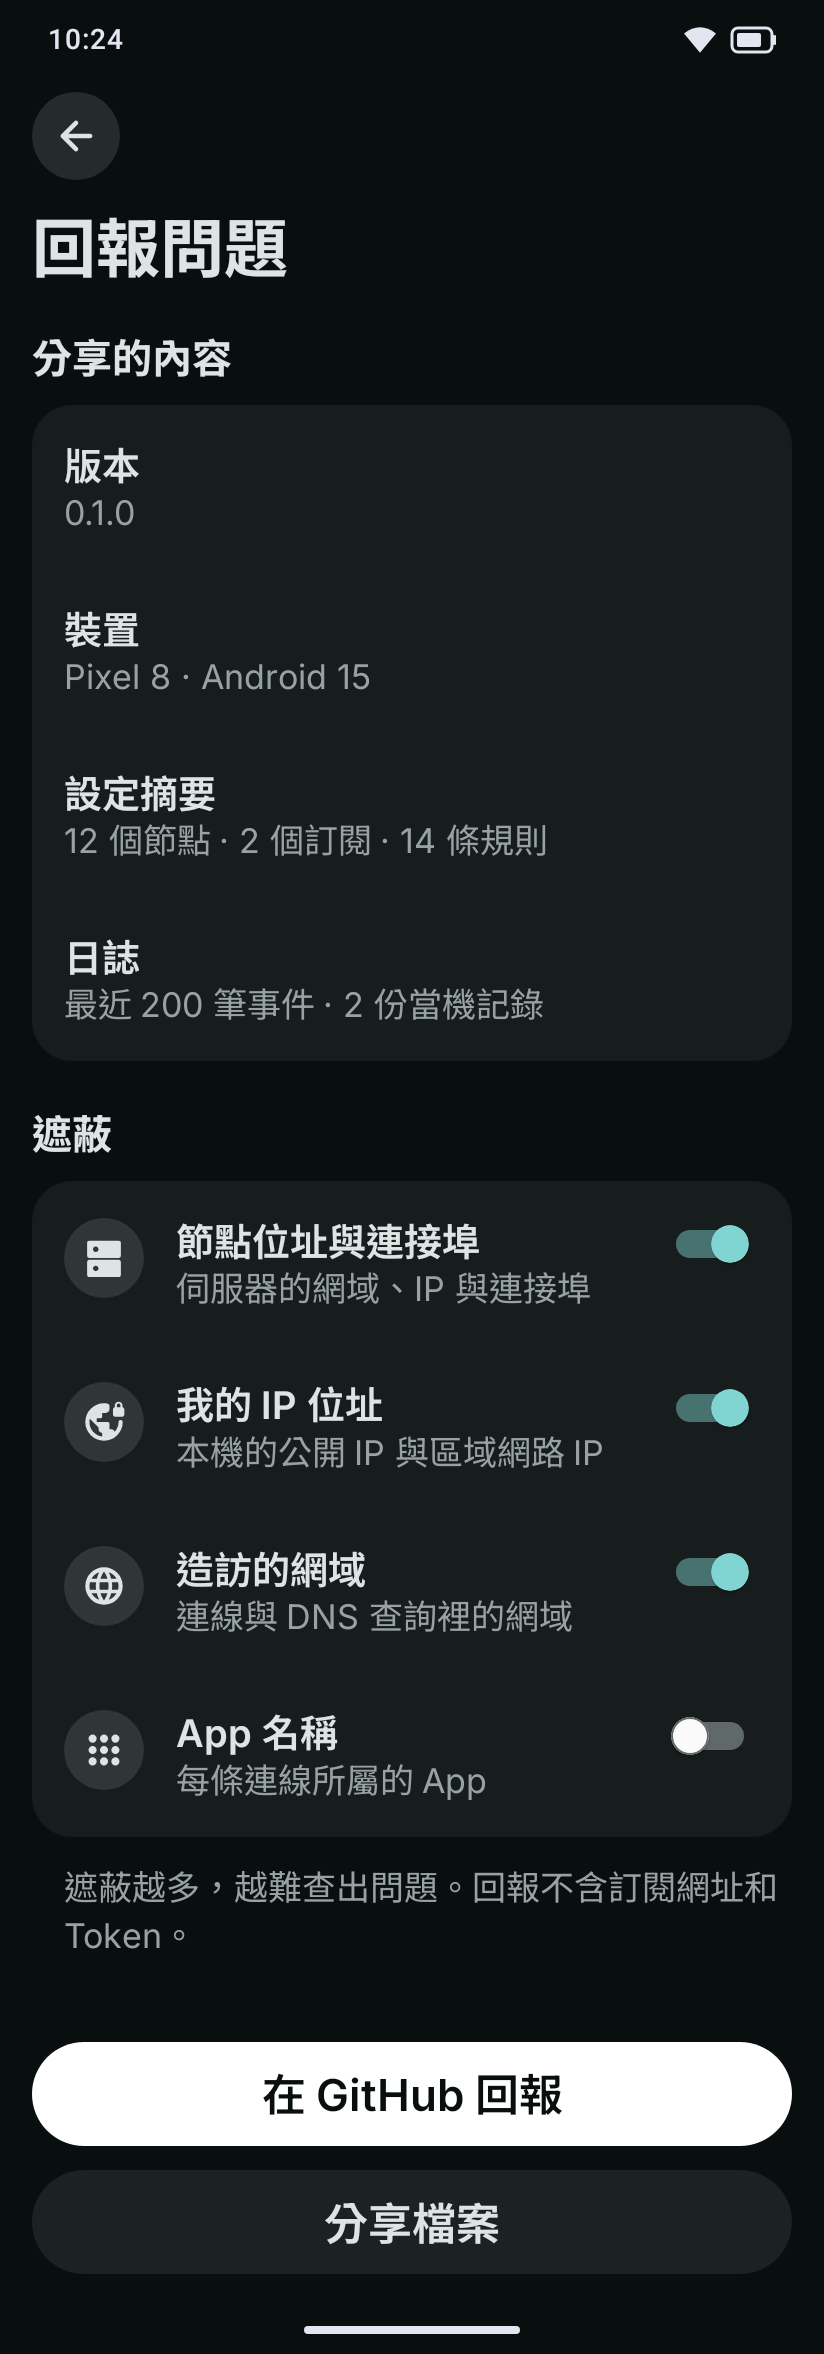 10:24
回報問題
分享的內容
版本
0.1.0
裝置
Pixel 8 · Android 15
設定摘要
12 個節點 · 2 個訂閱 · 14 條規則
日誌
最近 200 筆事件 · 2 份當機記錄
遮蔽
節點位址與連接埠
伺服器的網域、IP 與連接埠
我的 IP 位址
本機的公開 IP 與區域網路 IP
造訪的網域
連線與 DNS 查詢裡的網域
App 名稱
每條連線所屬的 App
遮蔽越多，越難查出問題。回報不含訂閱網址和
Token。
在 GitHub 回報
分享檔案